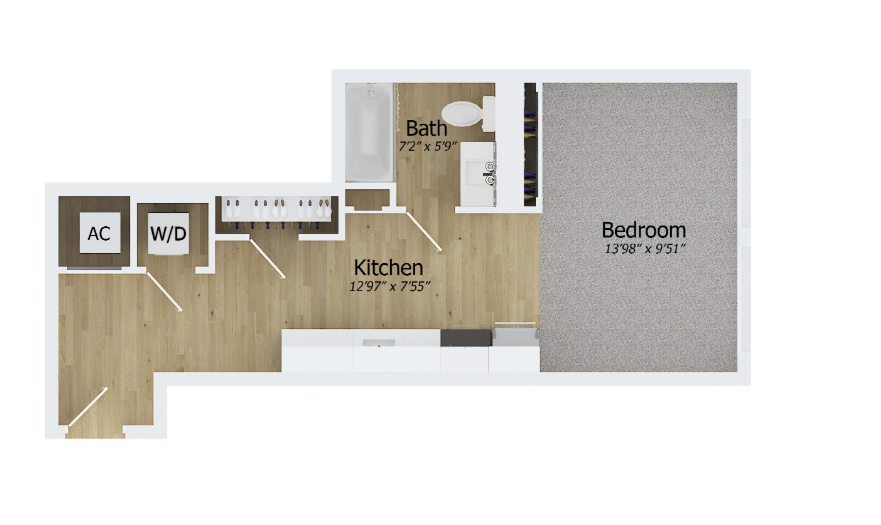 Bath
7'2" x 5'9"
AC
W/D
Bedroom
13'98" x 9'51"
Kitchen
12'97" x 7'55"